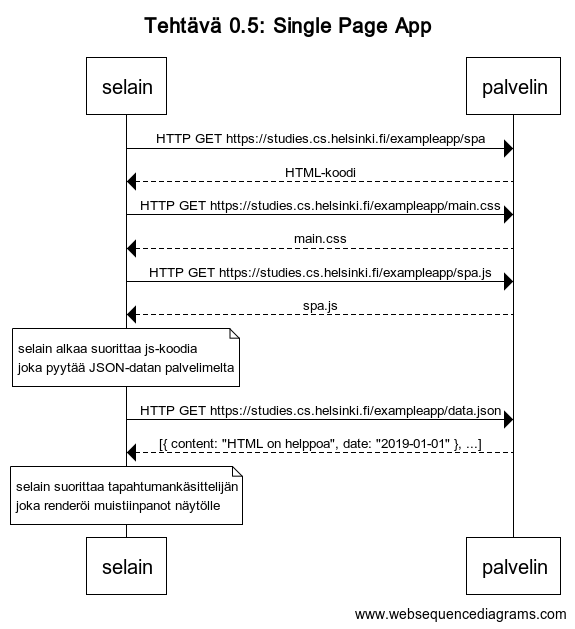 Tehtävä 0.5: Single Page App
selain
palvelin
HTTP GET https://studies.cs.helsinki.fi/exampleapp/spa
HTML-koodi
HTTP GET https://studies.cs.helsinki.fi/exampleapp/main.css
main.css
HTTP GET https://studies.cs.helsinki.fi/exampleapp/spa.js
spa.js
selain alkaa suorittaa js-koodia
joka pyytää JSON-datan palvelimelta
HTTP GET https://studies.cs.helsinki.fi/exampleapp/data.json
[{ content: "HTML on helppoa", date: "2019-01-01" }, ...]
selain suorittaa tapahtumankäsittelijän
joka renderöi muistiinpanot näytölle
selain
palvelin
www.websequencediagrams.com